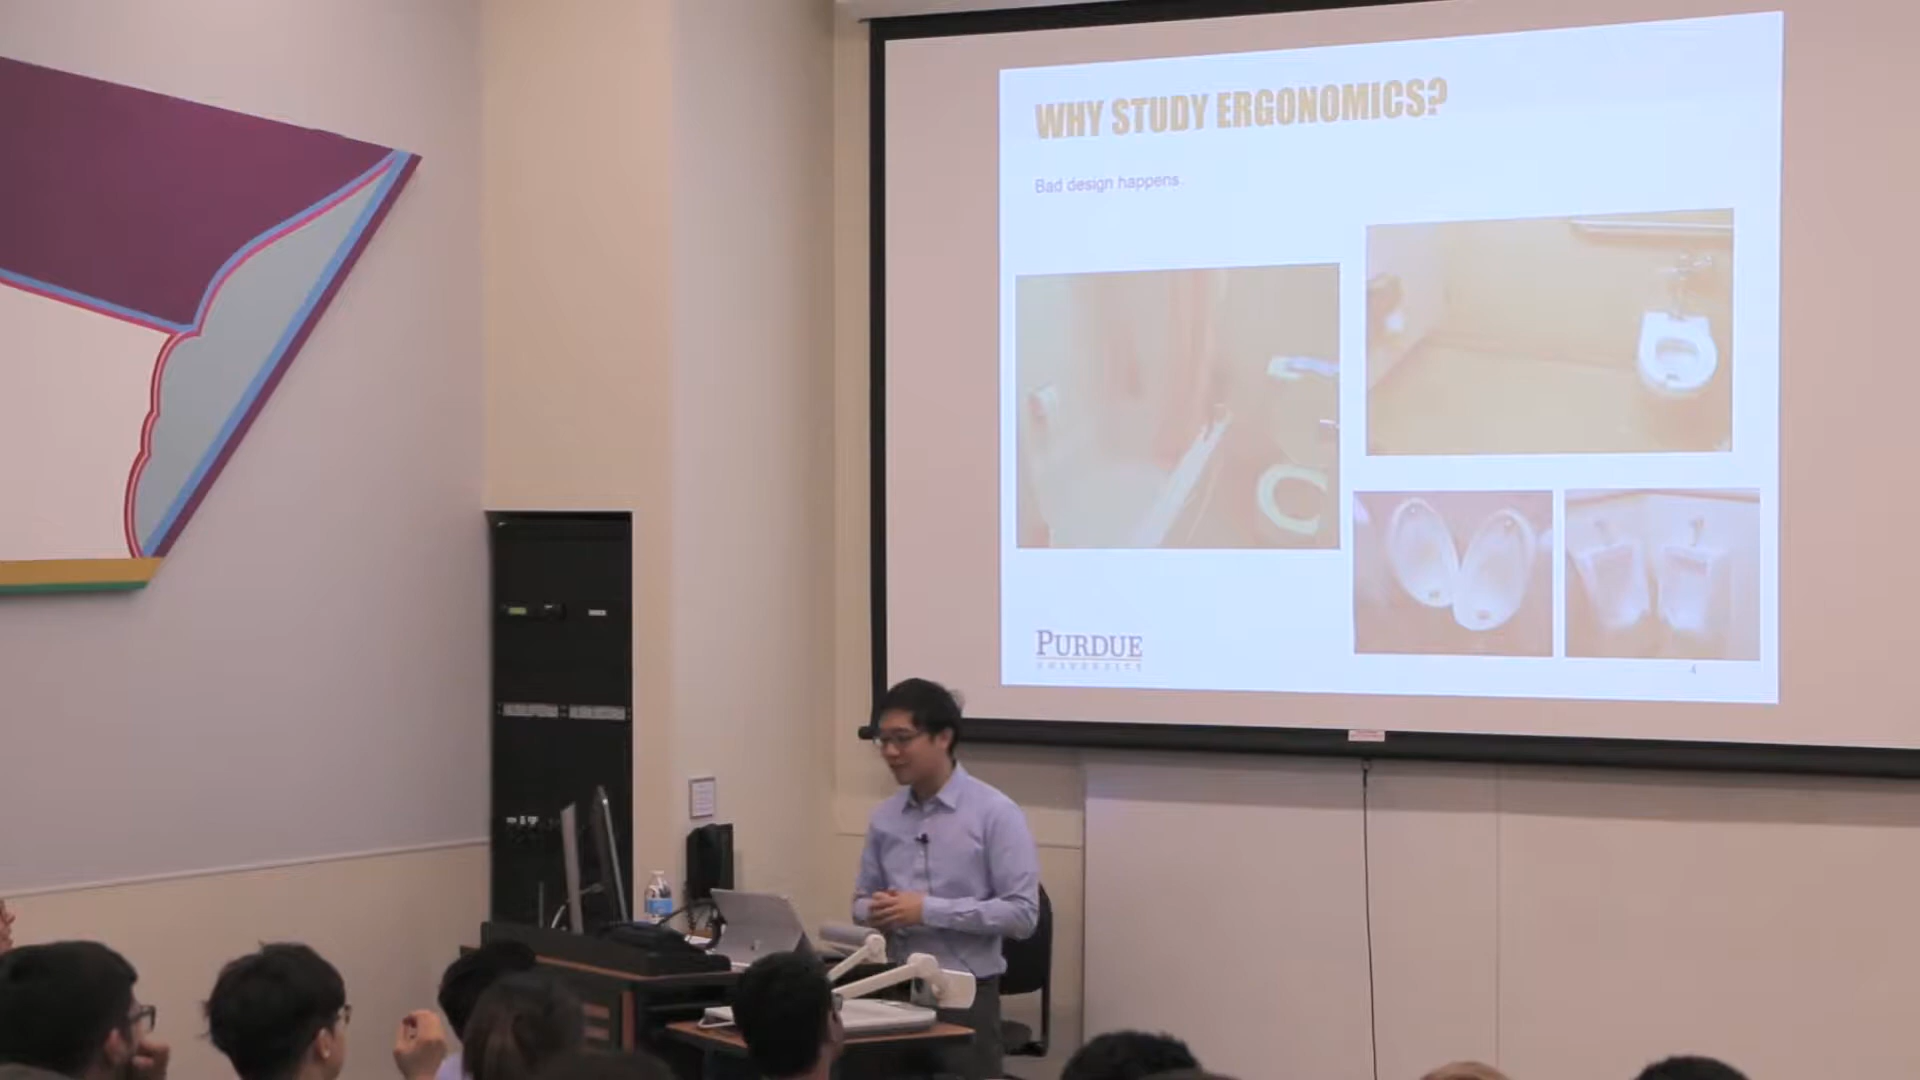 WHY STUDY ERGONOMICS?
Bad design happens.
PURDUE
UNIVERSITY
4